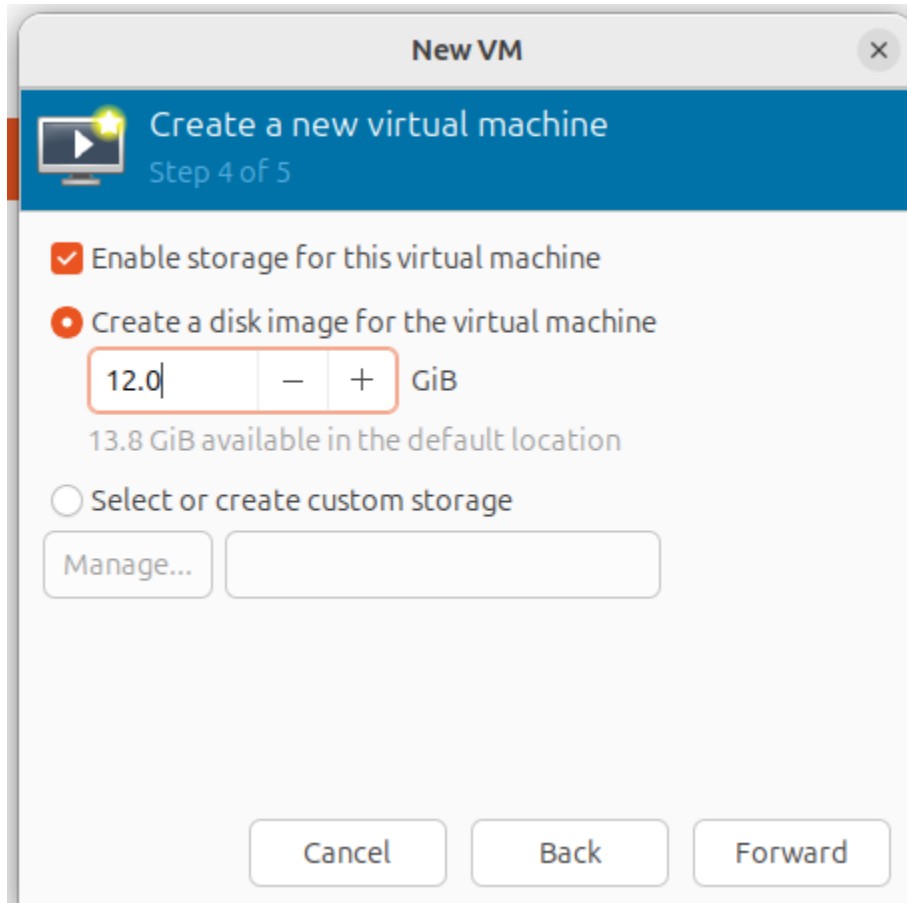 New VM
Create a new virtual machine
Step 4 of 5
Enable storage for this virtual machine
Create a disk image for the virtual machine
12.0 − + GiB
13.8 GiB available in the default location
Select or create custom storage
Manage...
Cancel Back Forward